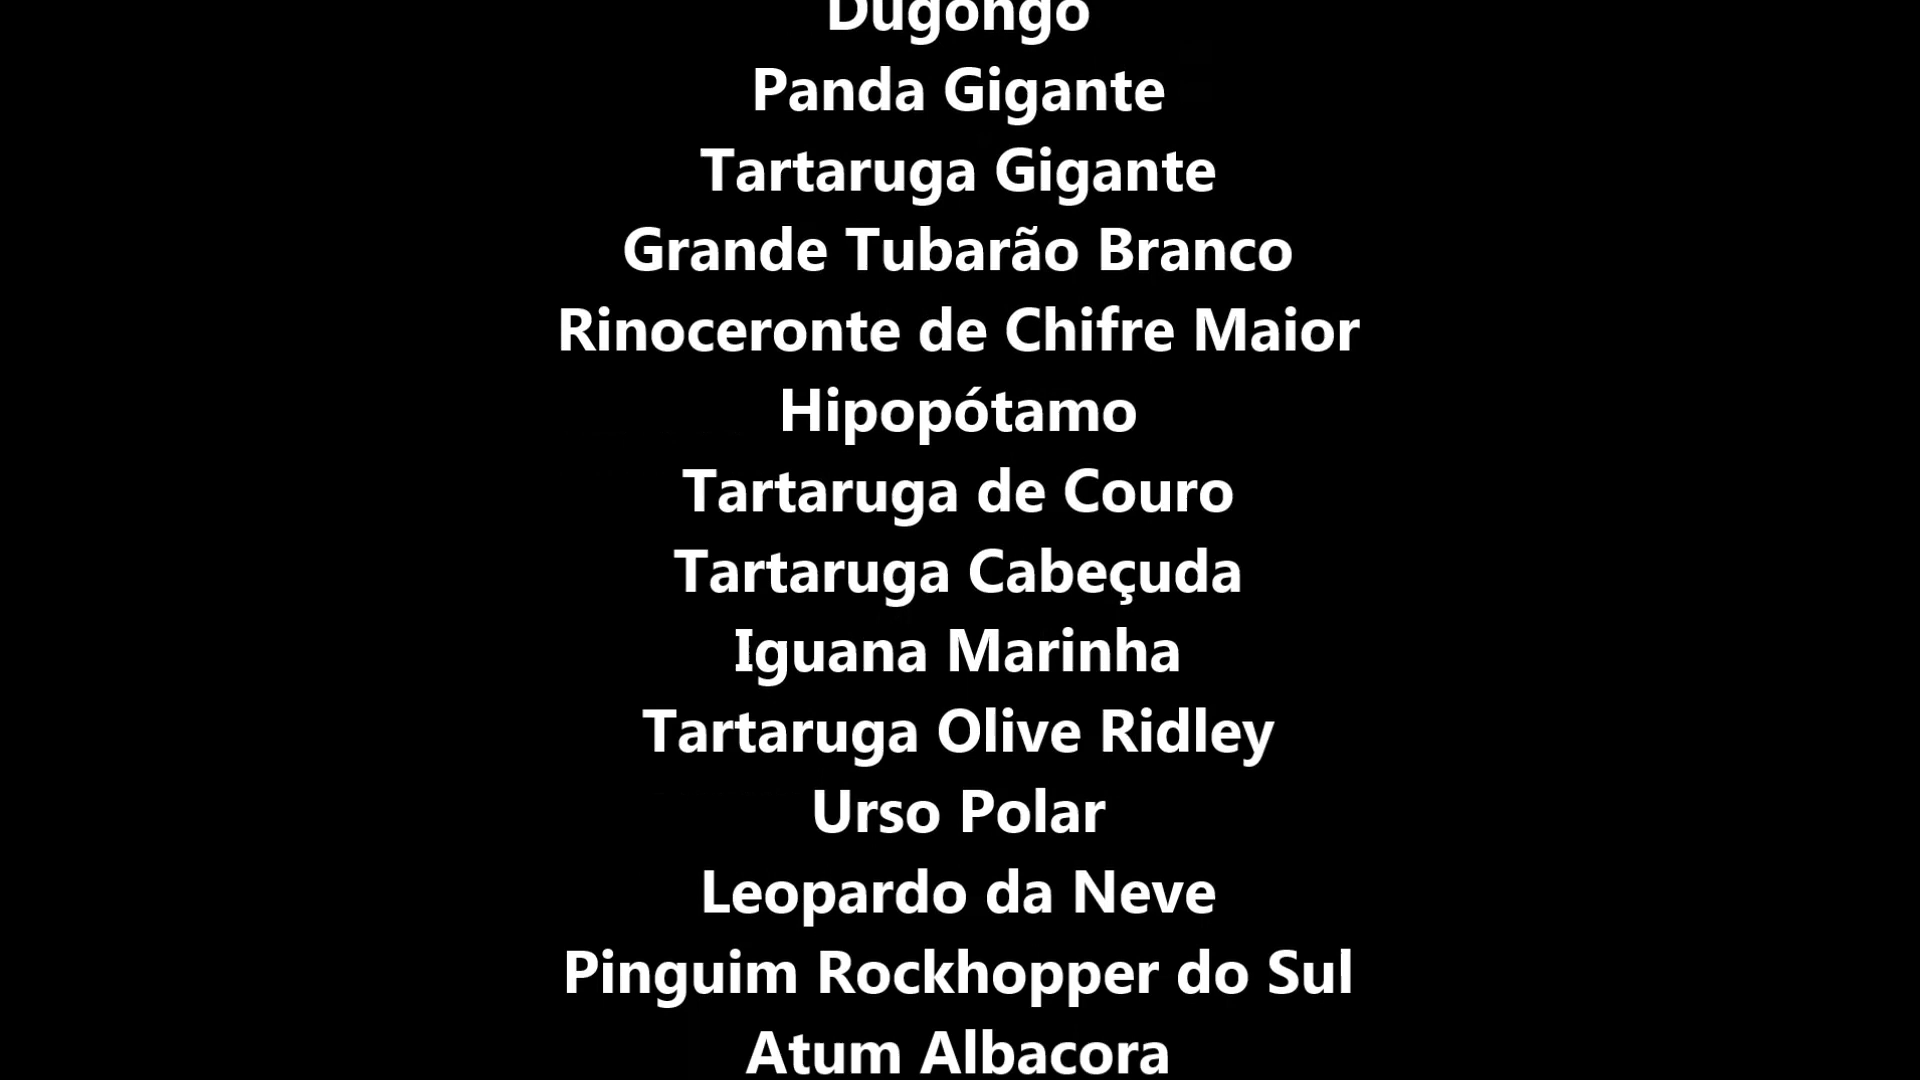 Dugongo
Panda Gigante
Tartaruga Gigante
Grande Tubarão Branco
Rinoceronte de Chifre Maior
Hipopótamo
Tartaruga de Couro
Tartaruga Cabeçuda
Iguana Marinha
Tartaruga Olive Ridley
Urso Polar
Leopardo da Neve
Pinguim Rockhopper do Sul
Atum Albacora